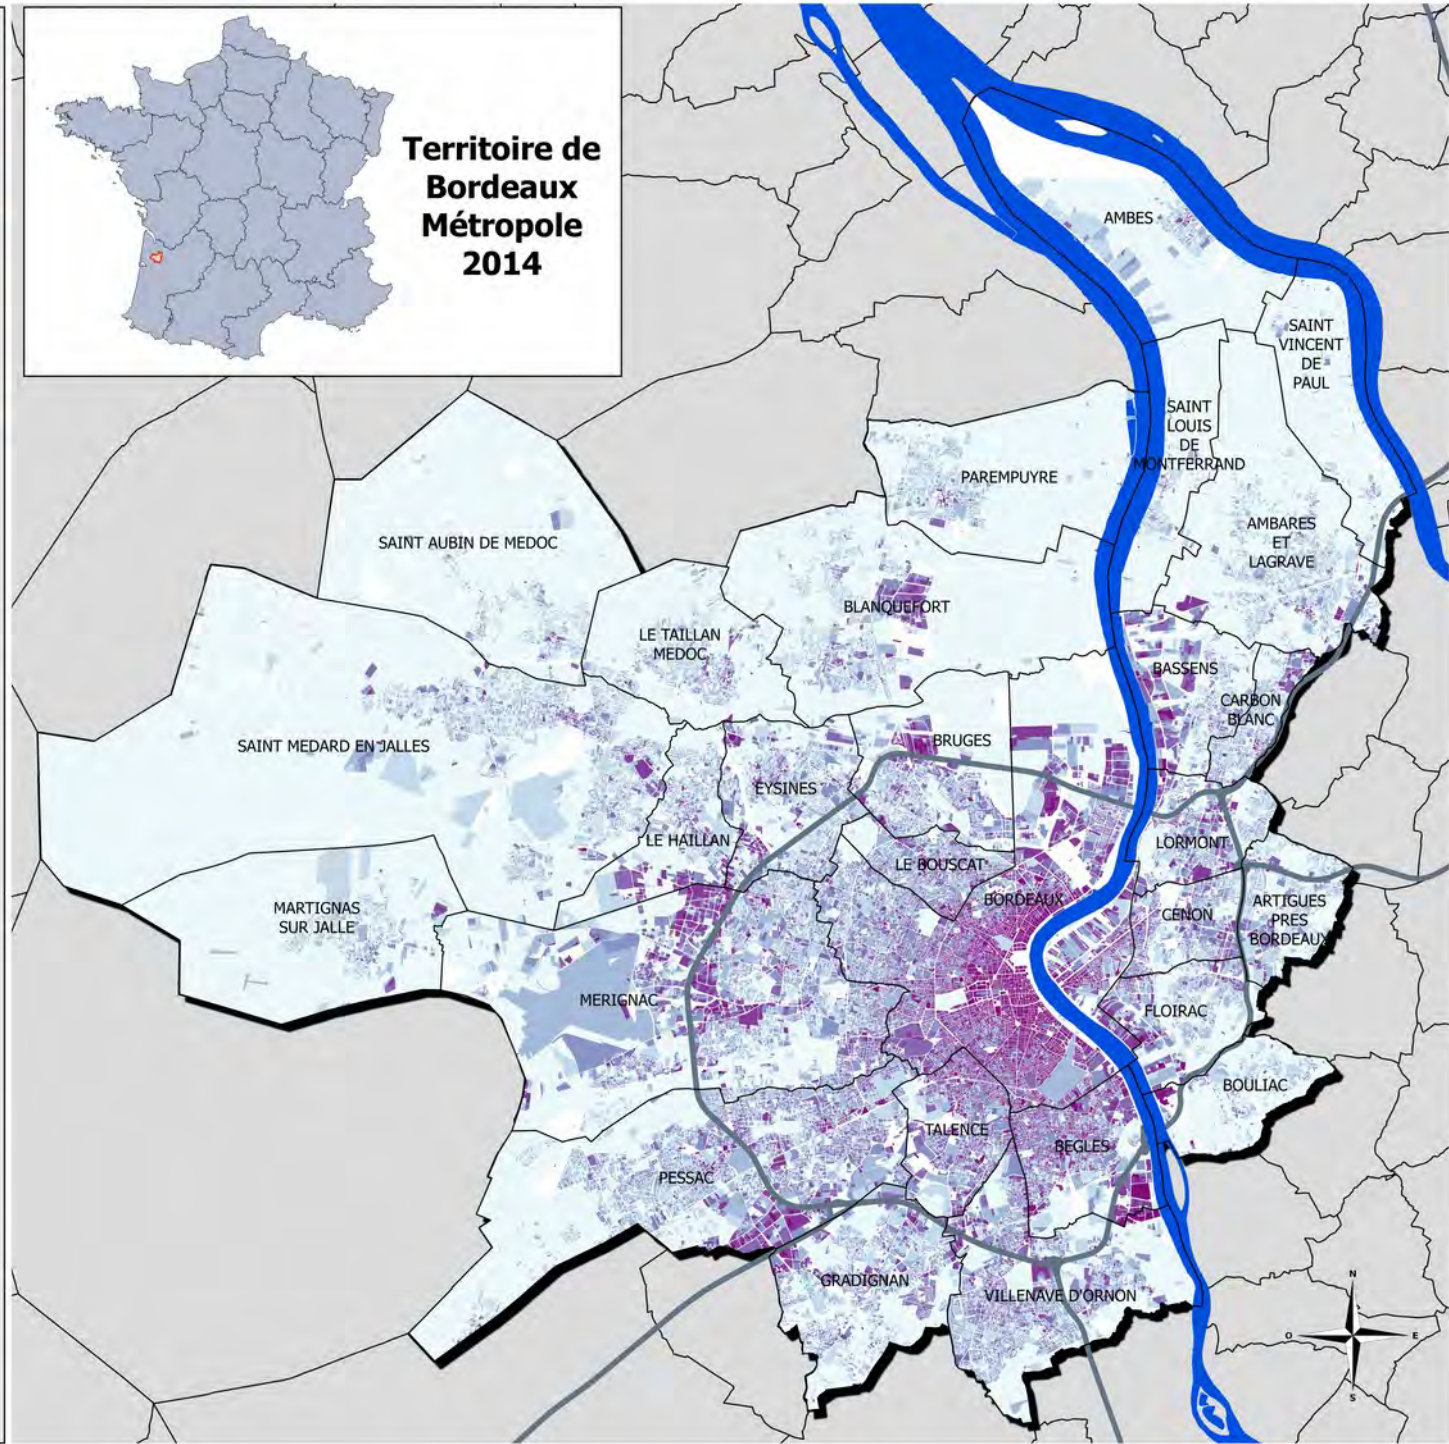 Territoire de
Bordeaux
Métropole
2014
AMBES
SAINT
VINCENT
DE
PAUL
SAINT
LOUIS
DE
MONTFERRAND
PAREMPUYRE
AMBARES
ET
LAGRAVE
SAINT AUBIN DE MEDOC
BLANQUEFORT
LE TAILLAN
MEDOC
BASSENS
CARBON
BLANC
SAINT MEDARD EN JALLES
BRUGES
EYSINES
LE HAILLAN
LORMONT
LE BOUSCAT
BORDEAUX
MARTIGNAS
SUR JALLE
CENON
ARTIGUES
PRES
BORDEAUX
MERIGNAC
FLOIRAC
BOULIAC
TALENCE
BEGLES
PESSAC
GRADIGNAN
VILLENAVE D'ORNON
N
O
E
S